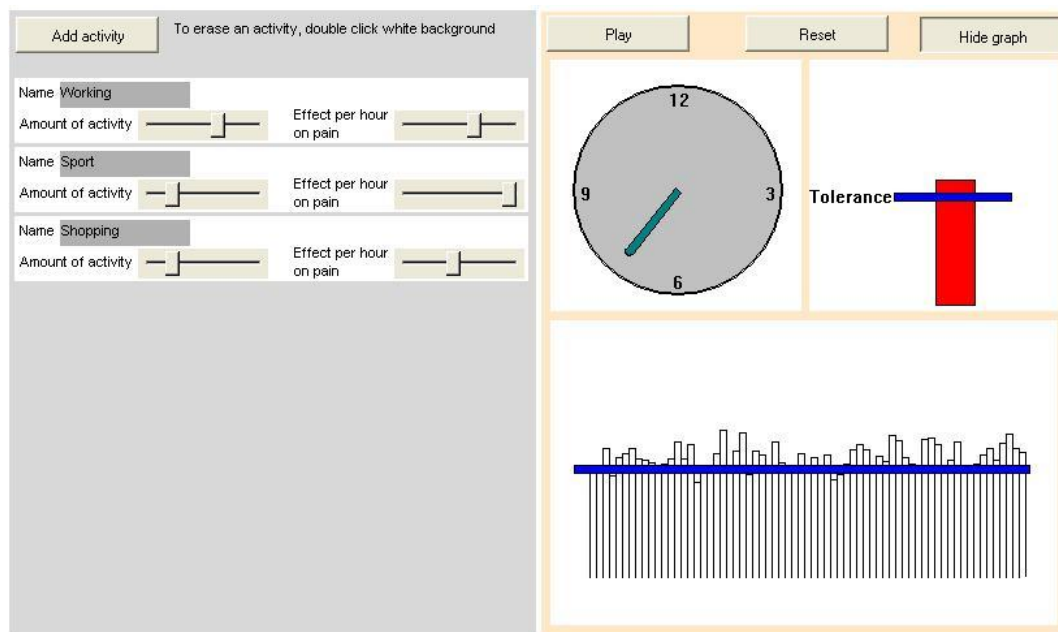 Add activity
To erase an activity, double click white background
Name Working
Amount of activity
Effect per hour
on pain
Name Sport
Amount of activity
Effect per hour
on pain
Name Shopping
Amount of activity
Effect per hour
on pain
Play
Reset
Hide graph
12
9
3
6
Tolerance